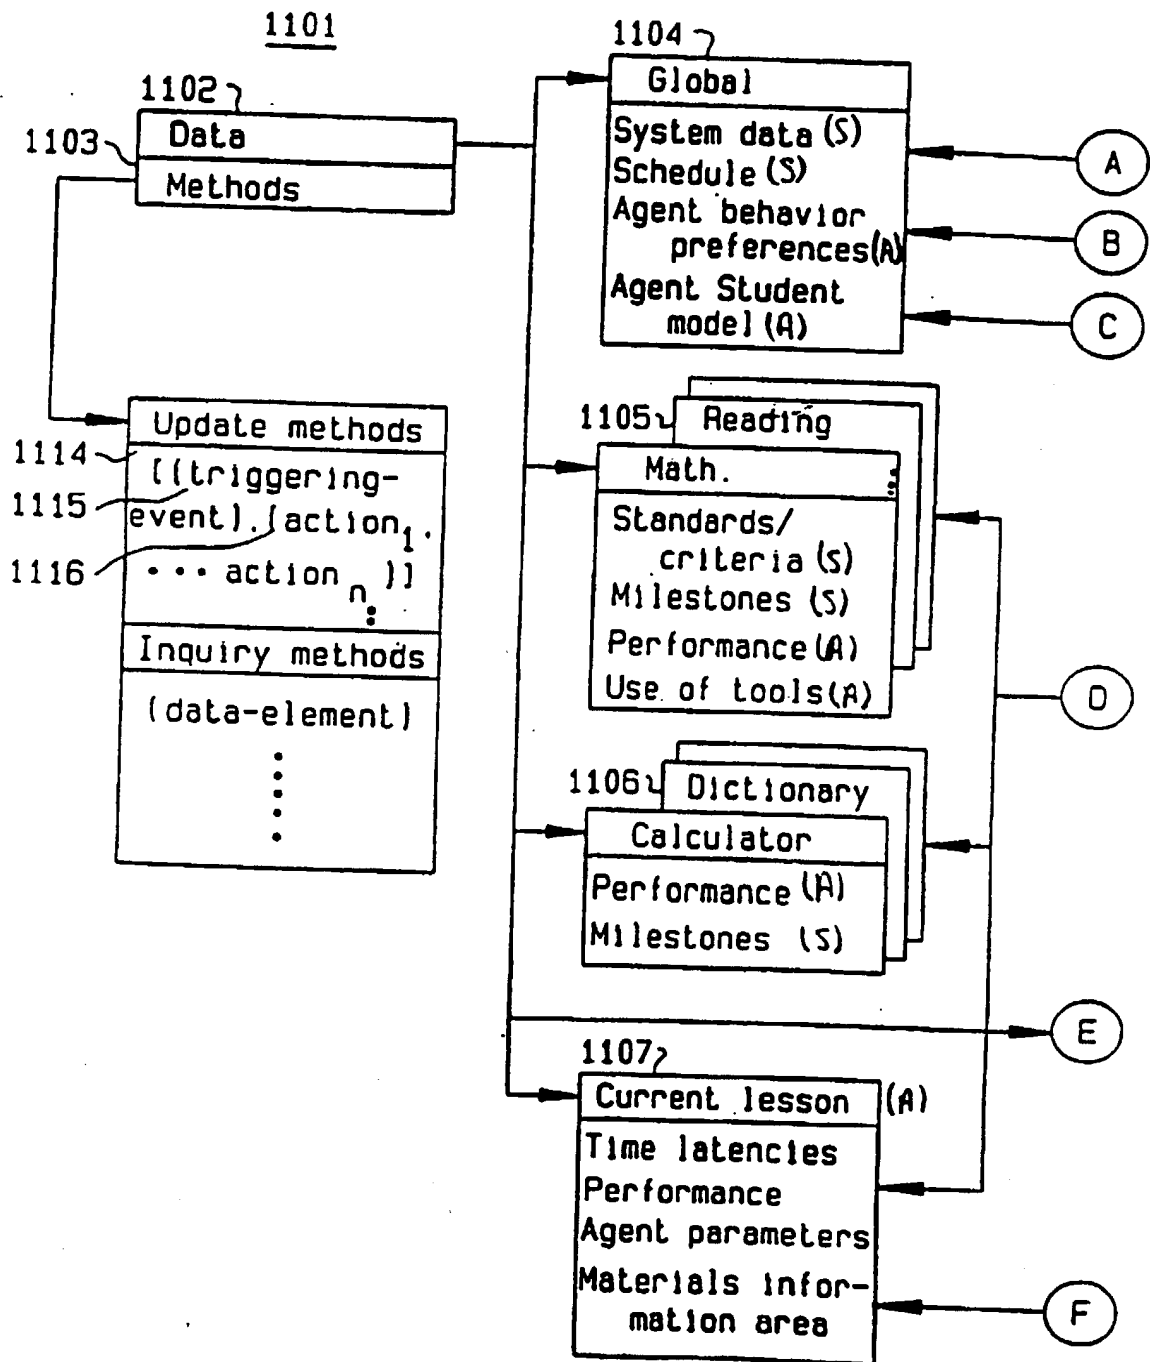 1101
1102
Data
1103
Methods
1104
Global
System data (S)
Schedule (S)
Agent behavior
preferences (A)
Agent Student
model (A)
A
B
C
Update methods
1114
[((triggering-
1115
event).(action1.
1116
••• action n ))]
Inquiry methods
(data-element)
1105
Reading
Math.
Standards/
criteria (S)
Milestones (S)
Performance (A)
Use of tools (A)
D
1106
Dictionary
Calculator
Performance (A)
Milestones (S)
E
1107
Current lesson (A)
Time latencies
Performance
Agent parameters
Materials infor-
mation area
F